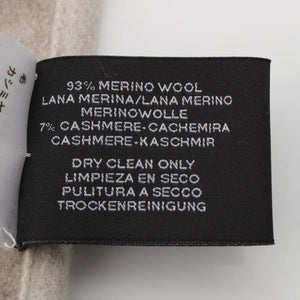 93% MERINO WOOL
LANA MERINA/LANA MERINO
MERINOWOLLE
7% CASHMERE-CACHEMIRA
CASHMERE-KASCHMIR
DRY CLEAN ONLY
LIMPIEZA EN SECO
PULITURA A SECCO
TROCKENREINIGUNG